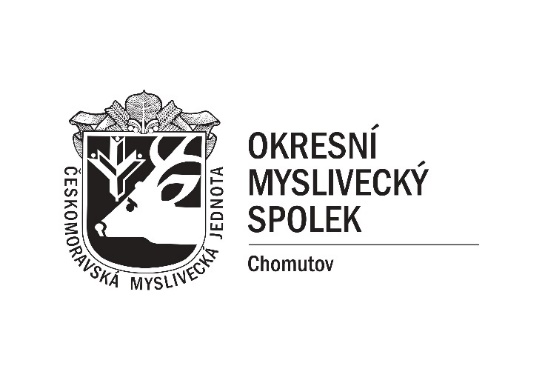 ČESKOMORAVSKÁ MYSLIVECKÁ JEDNOTA
OKRESNÍ
MYSLIVECKÝ
SPOLEK
Chomutov